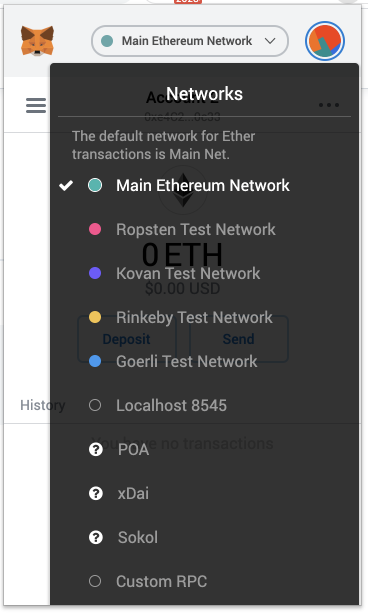 Main Ethereum Network
Networks
The default network for Ether
transactions is Main Net.
Main Ethereum Network
Ropsten Test Network
0 ETH
Kovan Test Network
$0.00 USD
Rinkeby Test Network
Deposit
Send
Goerli Test Network
History
Localhost 8545
You have no transactions
POA
xDai
Sokol
Custom RPC